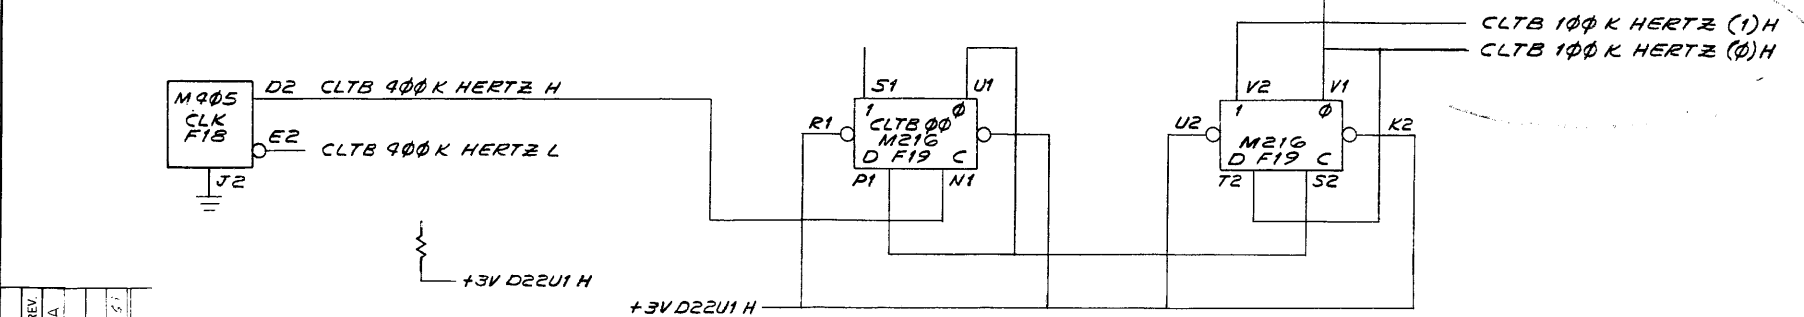 CLTB 1ØØ K HERTZ (1) H
CLTB 1ØØ K HERTZ (Ø) H
D2 CLTB 4ØØ K HERTZ H
M4Ø5
CLK
F18
E2
CLTB 4ØØ K HERTZ L
J2
S1
U1
1
Ø
R1
CLTB ØØ
M216
D F19 C
P1
N1
V2
V1
1
Ø
U2
K2
M216
D F19 C
T2
S2
+3V D22U1 H
+3V D22U1 H
REV.
A